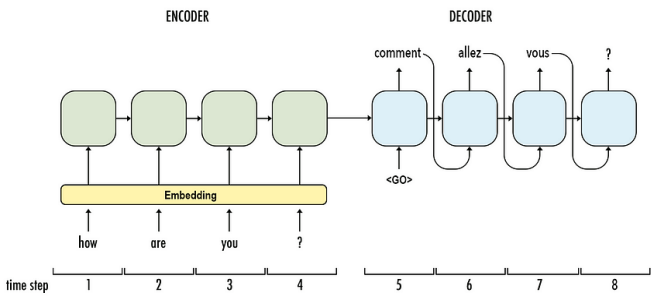 ENCODER DECODER
comment allez vous ?
<GO>
Embedding
how are you ?
time step 1 2 3 4 5 6 7 8